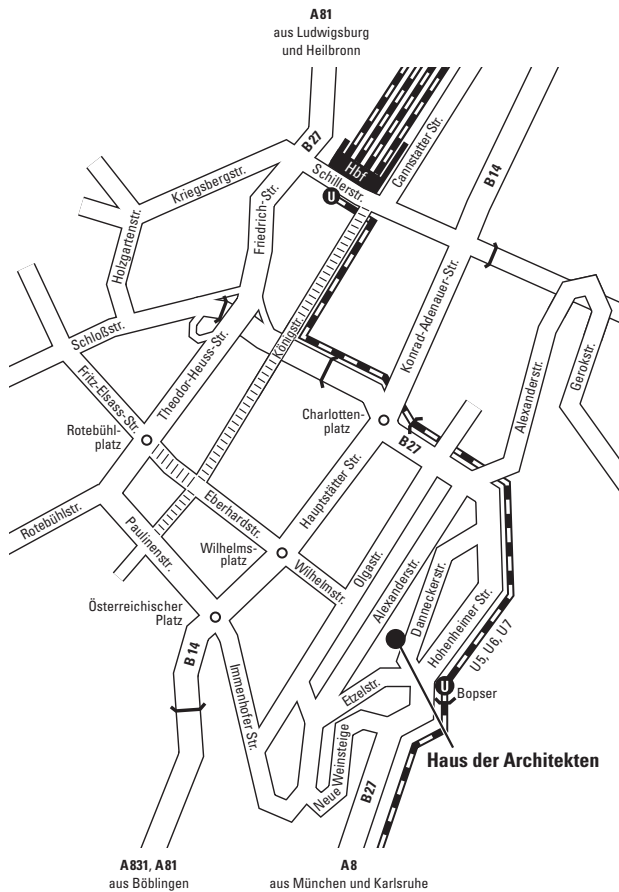 A81
aus Ludwigsburg
und Heilbronn
B27
Hbf
Cannstatter Str.
Schillerstr.
U
B14
Kriegsbergstr.
Friedrich-Str.
Holzgartenstr.
Konrad-Adenauer-Str.
Königstr.
Schloßstr.
Theodor-Heuss-Str.
Fritz-Elsass-Str.
Alexanderstr.
Gerokstr.
Charlotten-
platz
Rotebühl-
platz
B27
Hauptstätter Str.
Eberhardstr.
Rotebühlstr.
Paulinenstr.
Wilhelms-
platz
Wilhelmstr.
Olgastr.
Alexanderstr.
Danneckerstr.
Hohenheimer Str.
Österreichischer
Platz
U5, U6, U7
B14
Immenhofer Str.
Etzelstr.
U
Bopser
Neue Weinsteige
B27
Haus der Architekten
A831, A81
aus Böblingen
A8
aus München und Karlsruhe